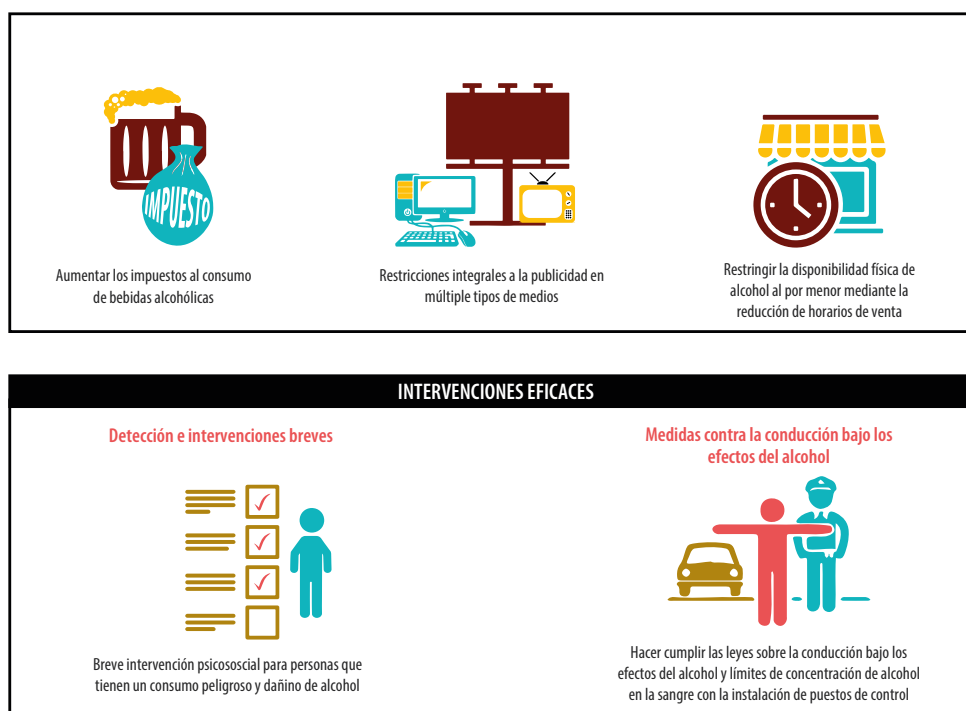 IMPUESTO
Aumentar los impuestos al consumo
de bebidas alcohólicas
Restricciones integrales a la publicidad en
múltiple tipos de medios
Restringir la disponibilidad física de
alcohol al por menor mediante la
reducción de horarios de venta
INTERVENCIONES EFICACES
Detección e intervenciones breves
Breve intervención psicososcial para personas que
tienen un consumo peligroso y dañino de alcohol
Medidas contra la conducción bajo los
efectos del alcohol
Hacer cumplir las leyes sobre la conducción bajo los
efectos del alcohol y límites de concentración de alcohol
en la sangre con la instalación de puestos de control